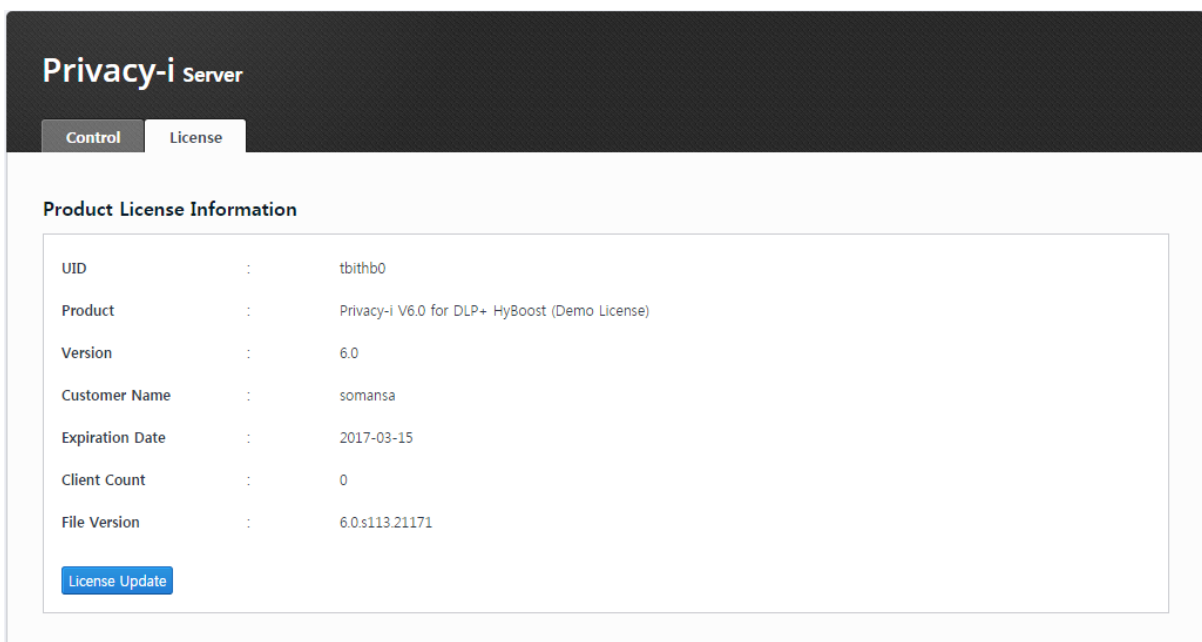 Privacy-i Server
Control License
Product License Information
UID : tbithb0
Product : Privacy-i V6.0 for DLP+ HyBoost (Demo License)
Version : 6.0
Customer Name : somansa
Expiration Date : 2017-03-15
Client Count : 0
File Version : 6.0.s113.21171
License Update